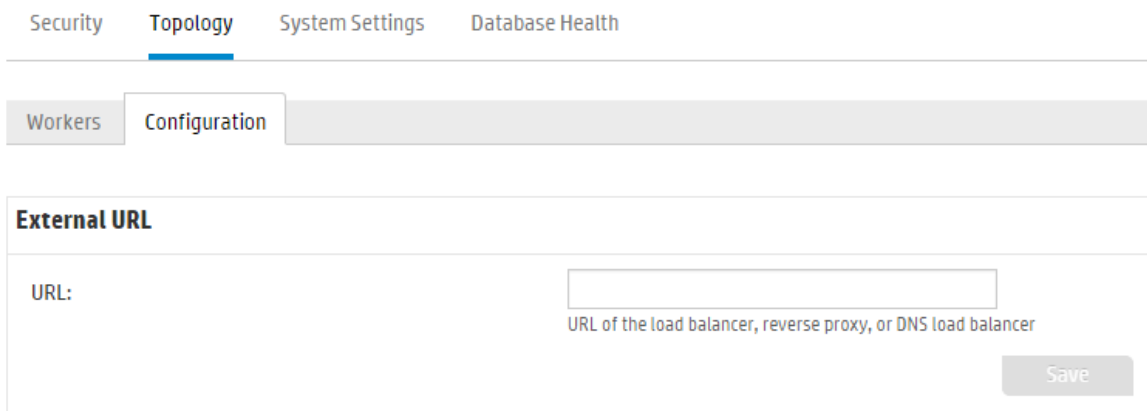 Security Topology System Settings Database Health
Workers Configuration
External URL
URL:
URL of the load balancer, reverse proxy, or DNS load balancer
Save